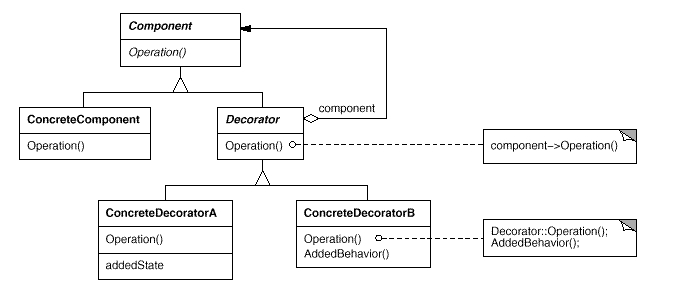 Component
Operation()
component
ConcreteComponent
Operation()
Decorator
Operation()
component->Operation()
ConcreteDecoratorA
Operation()
addedState
ConcreteDecoratorB
Operation()
AddedBehavior()
Decorator::Operation();
AddedBehavior();